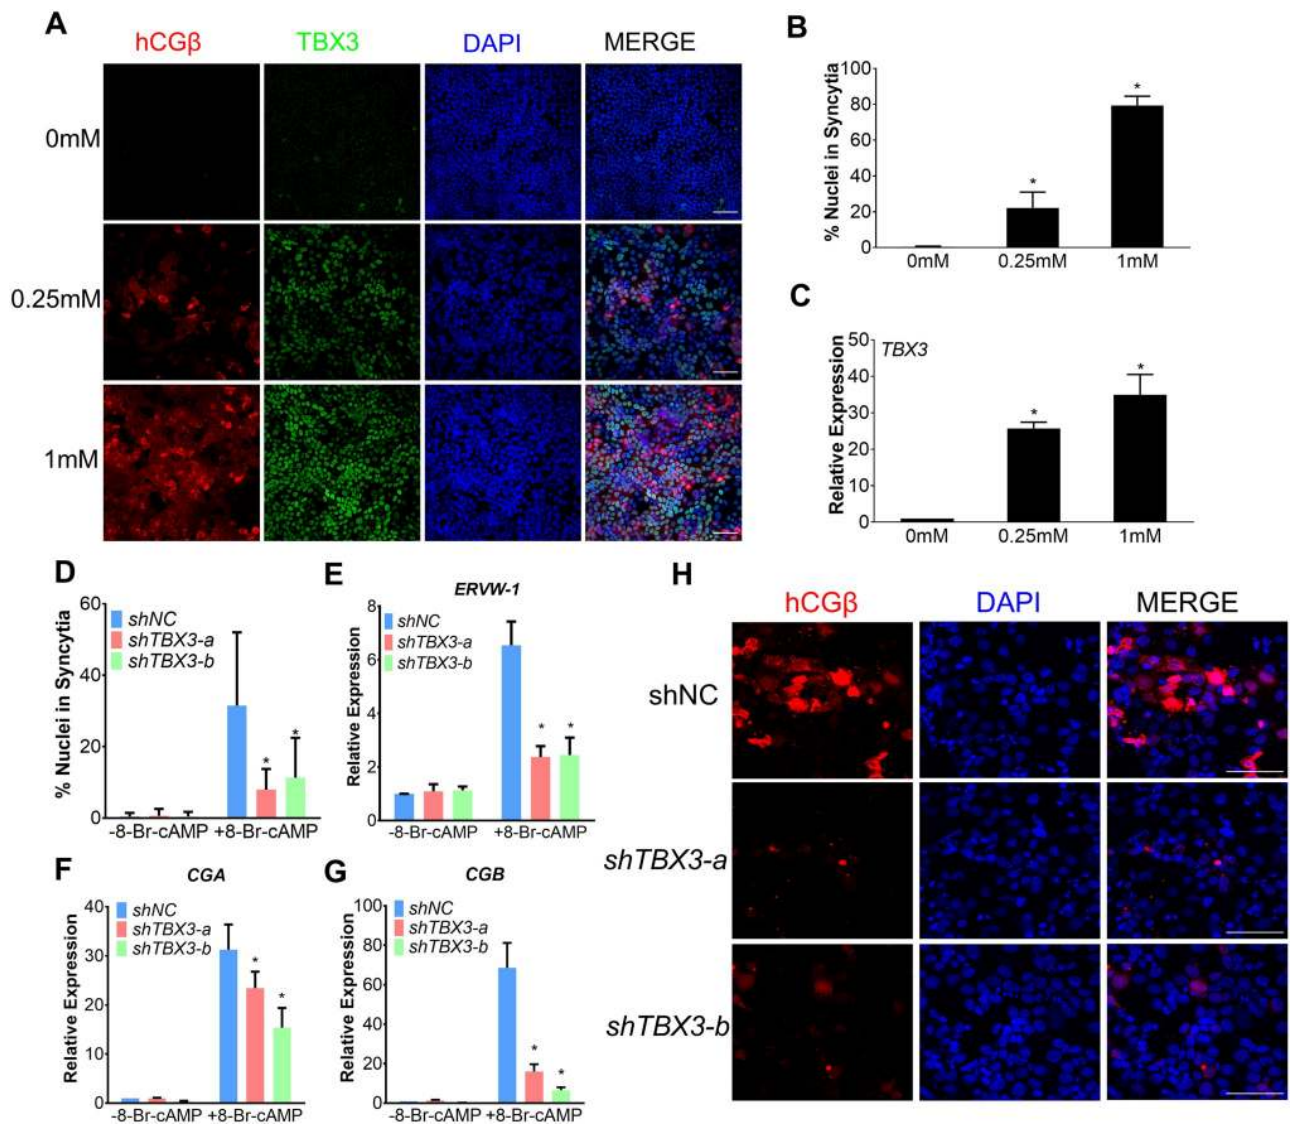 A
hCGβ TBX3 DAPI MERGE
0mM
0.25mM
1mM
B
% Nuclei in Syncytia
100
80
60
40
20
0
*
*
0mM 0.25mM 1mM
C
Relative Expression
TBX3
50
40
30
20
10
0
*
*
0mM 0.25mM 1mM
D
% Nuclei in Syncytia
60
40
20
0
shNC
shTBX3-a
shTBX3-b
* *
-8-Br-cAMP +8-Br-cAMP
E
ERVW-1
Relative Expression
8
6
4
2
0
shNC
shTBX3-a
shTBX3-b
* *
-8-Br-cAMP +8-Br-cAMP
F
CGA
Relative Expression
40
30
20
10
0
shNC
shTBX3-a
shTBX3-b
*
*
-8-Br-cAMP +8-Br-cAMP
G
CGB
Relative Expression
100
80
60
40
20
0
shNC
shTBX3-a
shTBX3-b
*
*
-8-Br-cAMP +8-Br-cAMP
H
hCGβ DAPI MERGE
shNC
shTBX3-a
shTBX3-b